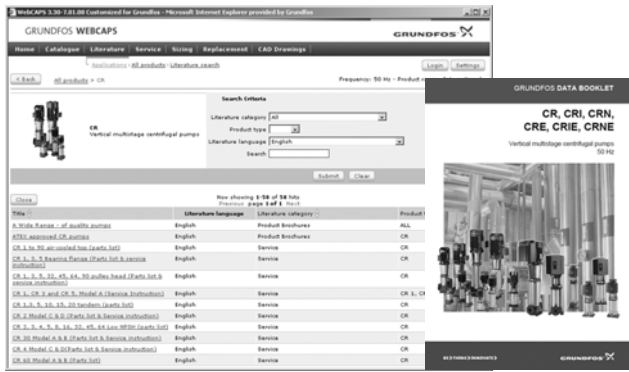 WebCAPS 3.30-7.01.00 Customized for Grundfos - Microsoft Internet Explorer provided by Grundfos
GRUNDFOS WEBCAPS
GRUNDFOS
Home Catalogue Literature Service Sizing Replacement CAD Drawings
Applications All products Literature search
Login Settings
< Back All products > CR
Frequency: 50 Hz - Product
Search Criteria
Literature category All
Product type
Literature language English
Search
CR
Vertical multistage centrifugal pumps
Submit Clear
Close
Now showing 1-58 of 58 hits
Previous page 1 of 1 Next
Title Literature language Literature category Product
A Wide Range - of quality pumps English Product Brochures ALL
ATEX approved CR pumps English Product Brochures CR
CR 1 to 90 air-cooled top (parts list) English Service CR
CR 1, 3, 5 Bearing flange (Parts list & service instruction) English Service CR
CR 1, 3, 5, 32, 45, 64, 90 pulley head (Parts list & service instruction) English Service CR
CR 1, CR 3 and CR 5, Model A (Service Instruction) English Service CR 1, CR
CR 1,3, 5, 10, 15, 20 tandem (parts list) English Service CR
CR 2 Model C & D (Parts list & Service instruction) English Service CR
CR 2, 3, 4, 5, 8, 16, 32, 45, 64 Low NPSH (parts list) English Service CR
CR 30 Model A & B (Parts list & Service instruction) English Service CR
CR 4 Model C & D(Parts list & Service instruction) English Service CR
CR 60 Model A & B (Parts list) English Service CR
GRUNDFOS DATA BOOKLET
CR, CRI, CRN,
CRE, CRIE, CRNE
Vertical multistage centrifugal pumps
50 Hz
BE>THINK>INNOVATE>
GRUNDFOS